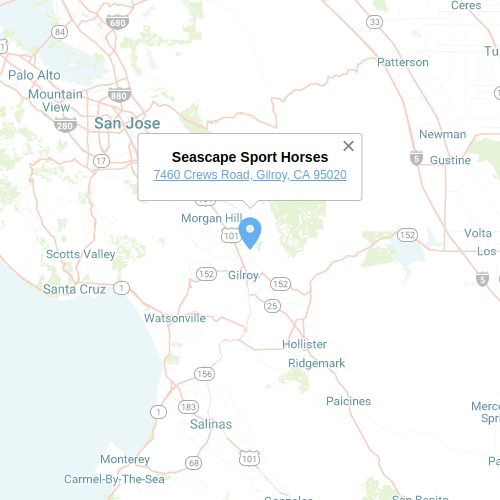 Ceres
33
84
680
Palo Alto
Patterson
Mountain
View
880
280
San Jose
Newman
5
Gustine
17
Seascape Sport Horses
7460 Crews Road, Gilroy, CA 95020
Morgan Hill
101
152
Volta
Los
Scotts Valley
152
Gilroy
152
5
Santa Cruz
1
25
Watsonville
Hollister
Ridgemark
156
Paicines
1
183
Merce
Spri
Salinas
Monterey
68
101
Pa
Carmel-By-The-Sea